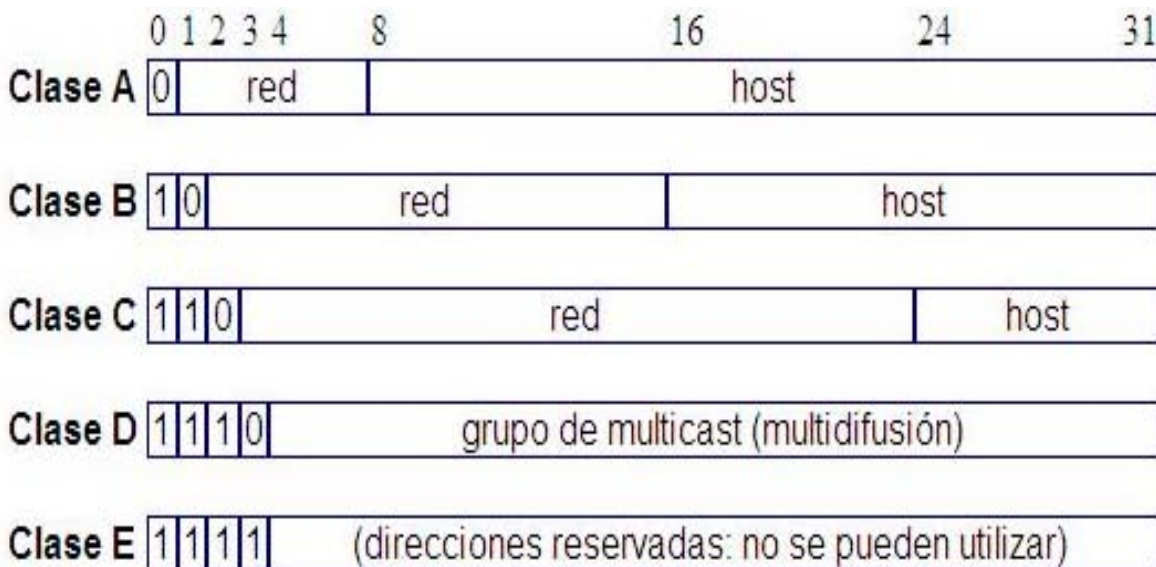 0 1 2 3 4 8 16 24 31
Clase A 0 red host
Clase B 1 0 red host
Clase C 1 1 0 red host
Clase D 1 1 1 0 grupo de multicast (multidifusión)
Clase E 1 1 1 1 (direcciones reservadas: no se pueden utilizar)